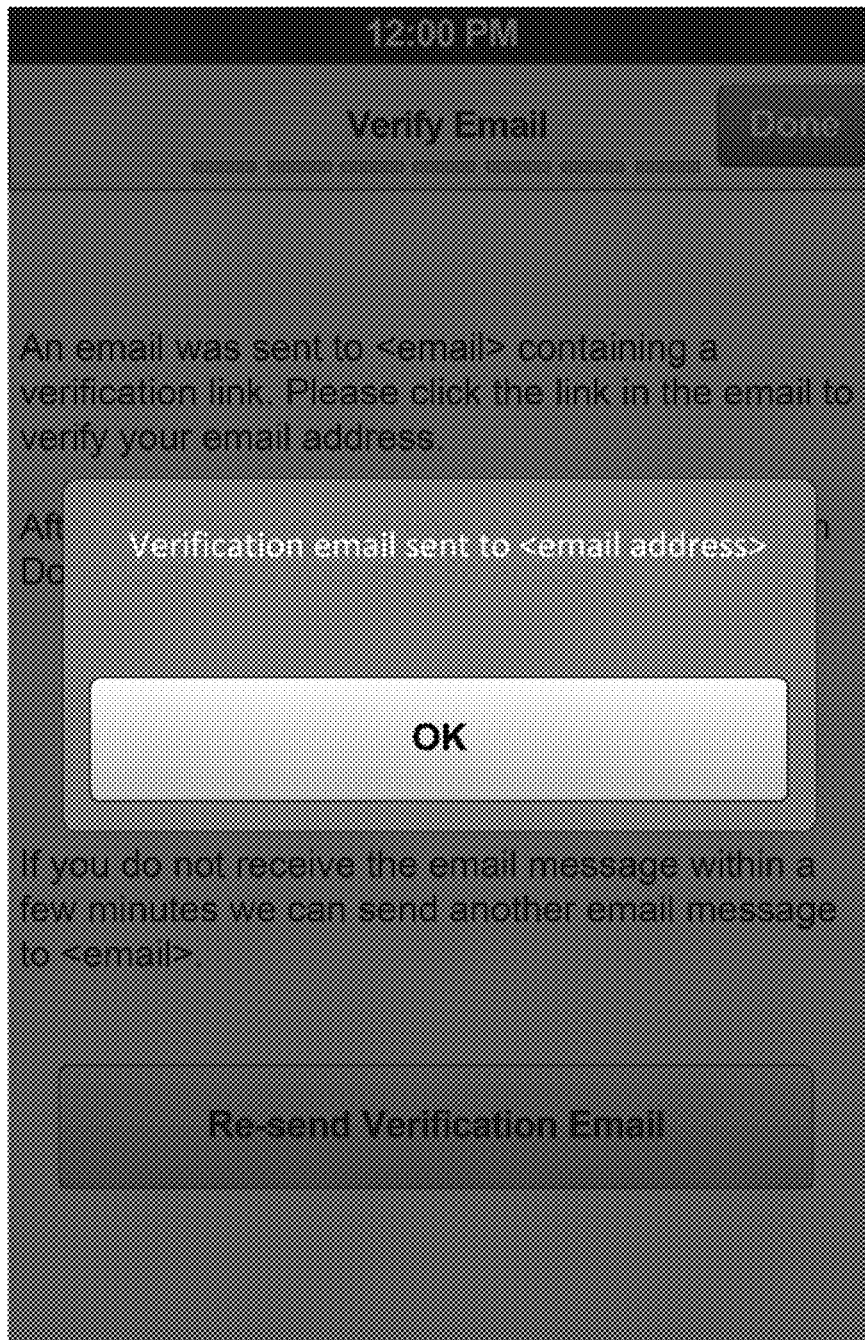 12:00 PM
Verify Email
Done
An email was sent to <email> containing a
verification link. Please click the link in the email to
verify your email address.
Verification email sent to <email address>
OK
If you do not receive the email message within a
few minutes we can send another email message
to <email>.
Re-send Verification Email